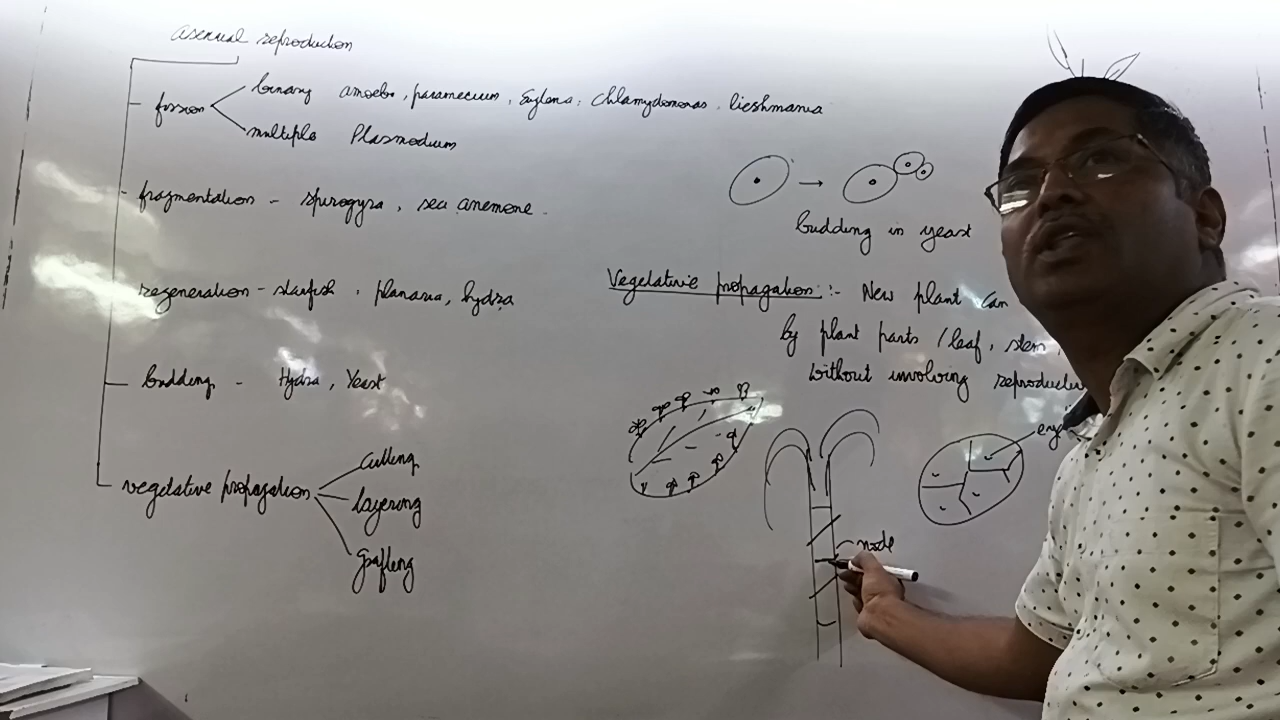 asexual reproduction
fission
binary amoeba, paramecium, Euglena, Chlamydomonas, lieshmania
multiple Plasmodium
fragmentation - spirogyra, sea anemone.
regeneration - starfish, planaria, hydra
budding - Hydra, Yeast
vegetative propagation
cutting
layering
grafting
budding in yeast
Vegetative propagation :- New plant can
by plant parts (leaf, stem,
without involving reproductive
node
eye